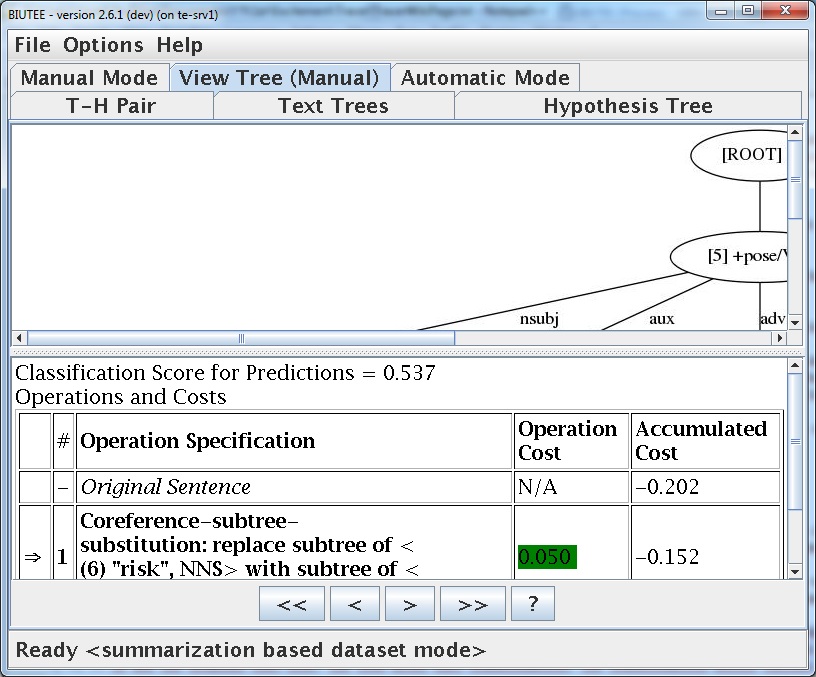 BIUTEE - version 2.6.1 (dev) (on te-srv1)
File Options Help
Manual Mode View Tree (Manual) Automatic Mode
T-H Pair Text Trees Hypothesis Tree
[ROOT]
[5] +pose/
nsubj aux adv
Classification Score for Predictions = 0.537
Operations and Costs
# Operation Specification Operation Cost Accumulated Cost
– Original Sentence N/A –0.202
⇒ 1 Coreference–subtree–
substitution: replace subtree of <
(6) "risk", NNS> with subtree of <
0.050 –0.152
<< < > >> ?
Ready <summarization based dataset mode>